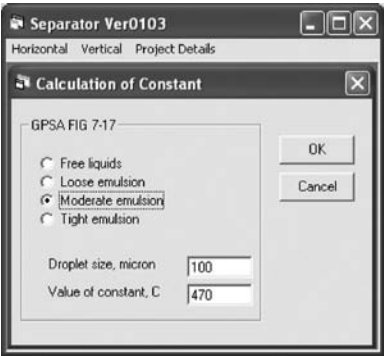 Separator Ver0103
Horizontal Vertical Project Details
Calculation of Constant
GPSA FIG 7-17
Free liquids
Loose emulsion
Moderate emulsion
Tight emulsion
Droplet size, micron 100
Value of constant, C 470
OK
Cancel